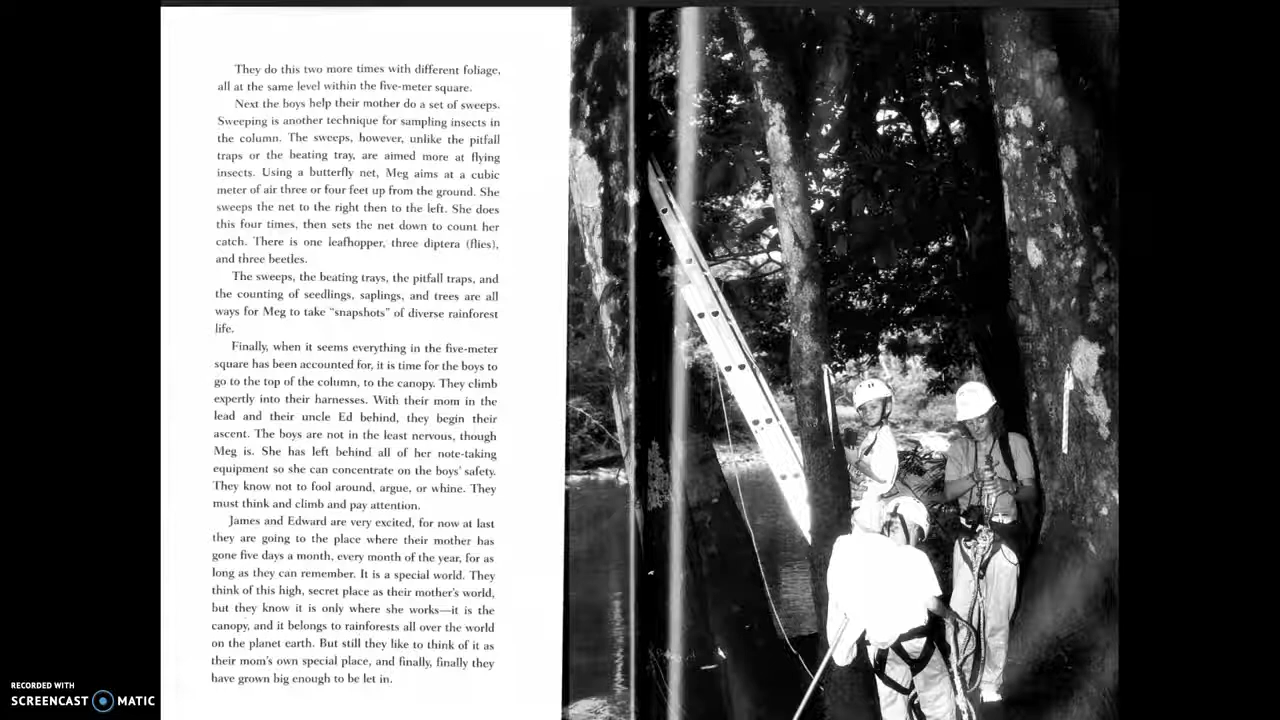 They do this two more times with different foliage,
all at the same level within the five-meter square.
Next the boys help their mother do a set of sweeps.
Sweeping is another technique for sampling insects in
the column. The sweeps, however, unlike the pitfall
traps or the beating tray, are aimed more at flying
insects. Using a butterfly net, Meg aims at a cubic
meter of air three or four feet up from the ground. She
sweeps the net to the right then to the left. She does
this four times, then sets the net down to count her
catch. There is one leafhopper, three diptera (flies),
and three beetles.
The sweeps, the beating trays, the pitfall traps, and
the counting of seedlings, saplings, and trees are all
ways for Meg to take “snapshots” of diverse rainforest
life.
Finally, when it seems everything in the five-meter
square has been accounted for, it is time for the boys to
go to the top of the column, to the canopy. They climb
expertly into their harnesses. With their mom in the
lead and their uncle Ed behind, they begin their
ascent. The boys are not in the least nervous, though
Meg is. She has left behind all of her note-taking
equipment so she can concentrate on the boys’ safety.
They know not to fool around, argue, or whine. They
must think and climb and pay attention.
James and Edward are very excited, for now at last
they are going to the place where their mother has
gone five days a month, every month of the year, for as
long as they can remember. It is a special world. They
think of this high, secret place as their mother’s world,
but they know it is only where she works—it is the
canopy, and it belongs to rainforests all over the world
on the planet earth. But still they like to think of it as
their mom’s own special place, and finally, finally they
have grown big enough to be let in.
RECORDED WITH
SCREENCAST MATIC